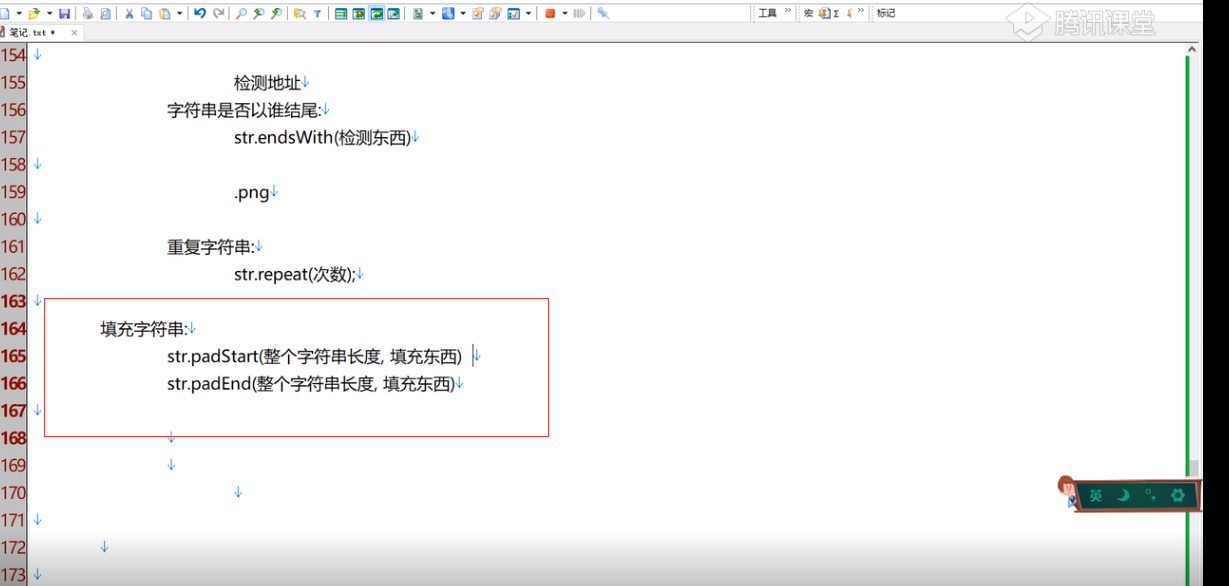 工具 » 宏 Σ » 标记
腾讯课堂
笔记.txt *
154
155 检测地址
156 字符串是否以谁结尾:
157 str.endsWith(检测东西)
158
159 .png
160
161 重复字符串:
162 str.repeat(次数);
163
164 填充字符串:
165 str.padStart(整个字符串长度, 填充东西)
166 str.padEnd(整个字符串长度, 填充东西)
167
168
169
170
171
172
173
英